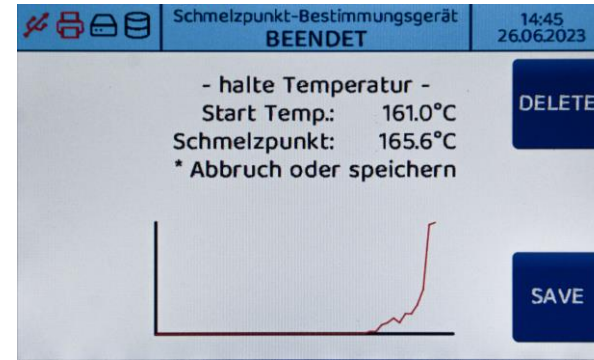 Schmelzpunkt-Bestimmungsgerät
BEENDET
14:45
26.06.2023
- halte Temperatur -
Start Temp.: 161.0°C
Schmelzpunkt: 165.6°C
* Abbruch oder speichern
DELETE
SAVE